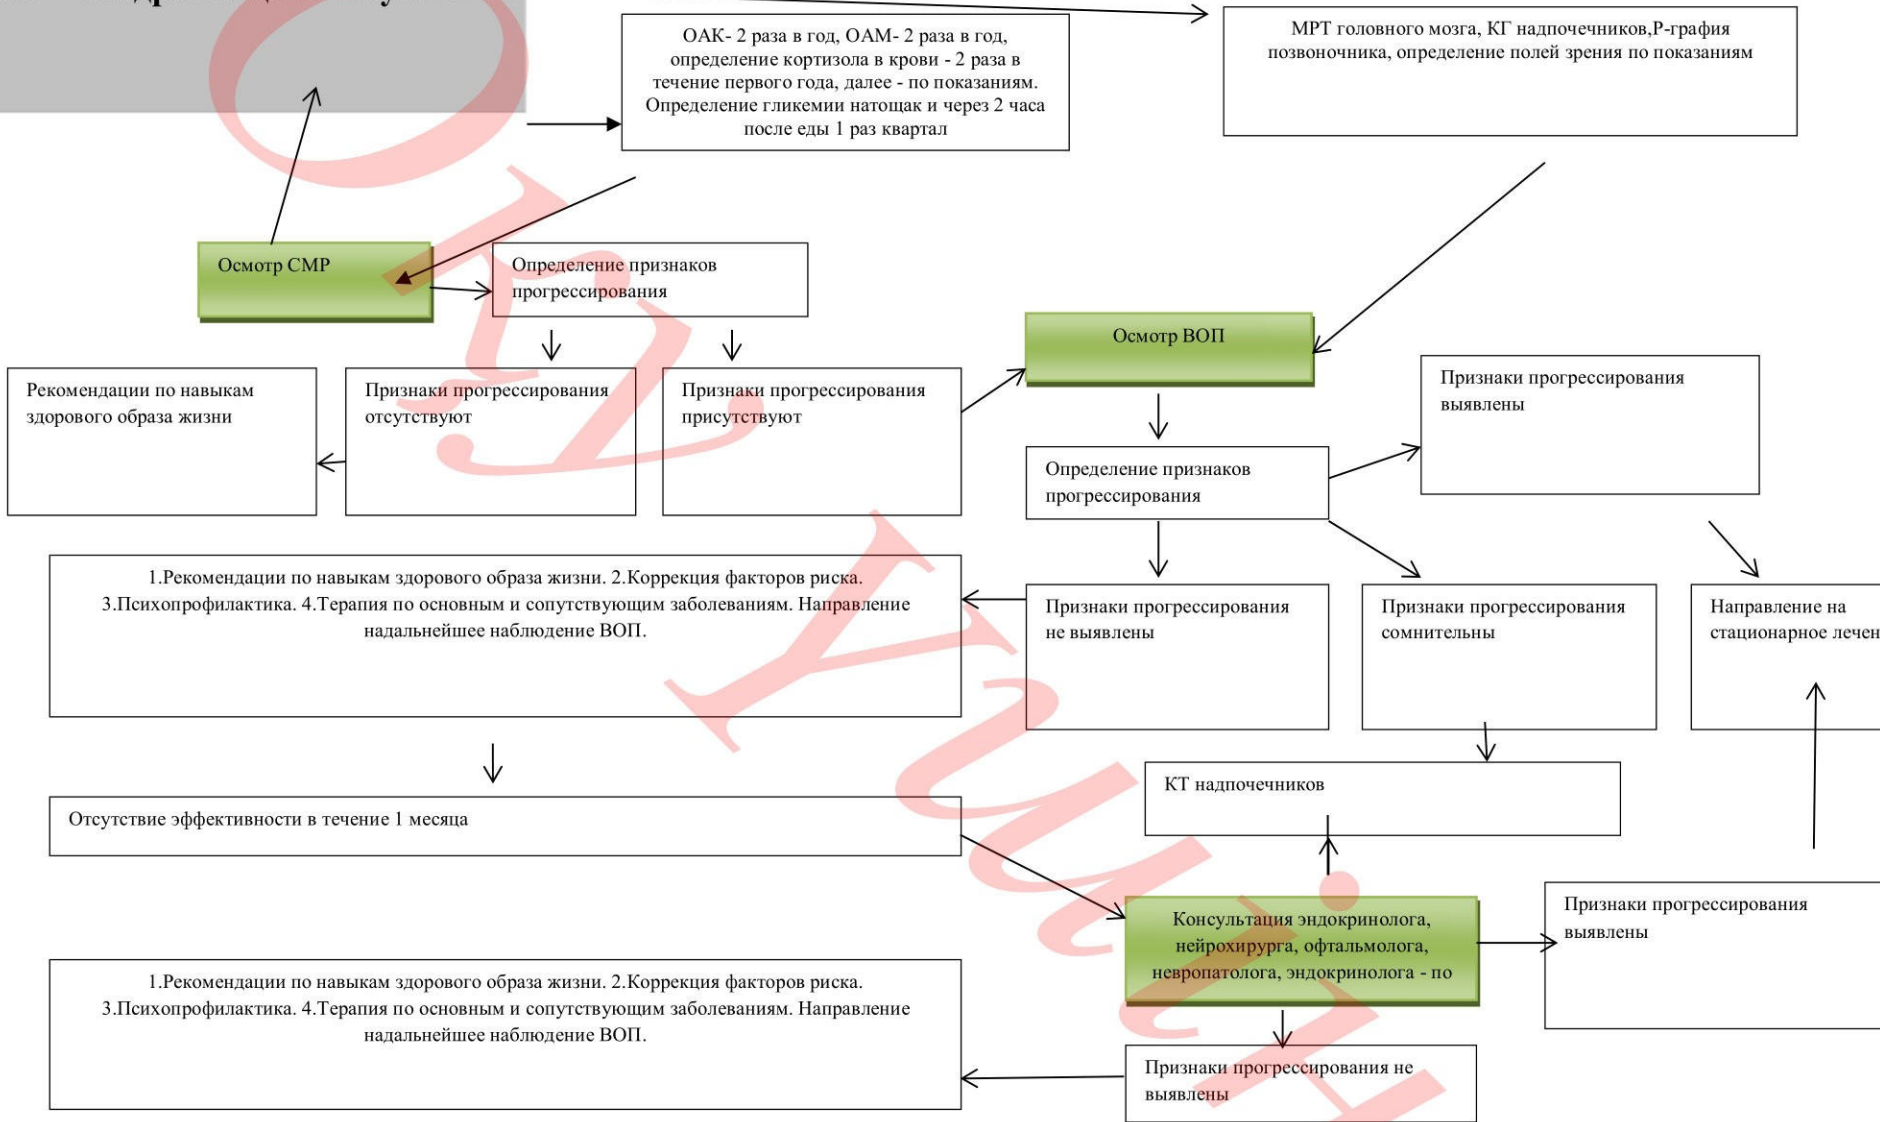 ОАК- 2 раза в год, ОАМ- 2 раза в год,
определение кортизола в крови - 2 раза в
течение первого года, далее - по показаниям.
Определение гликемии натощак и через 2 часа
после еды 1 раз квартал
МРТ головного мозга, КГ надпочечников,Р-графия
позвоночника, определение полей зрения по показаниям
Осмотр СМР
Определение признаков
прогрессирования
Осмотр ВОП
Рекомендации по навыкам
здорового образа жизни
Признаки прогрессирования
отсутствуют
Признаки прогрессирования
присутствуют
Признаки прогрессирования
выявлены
Определение признаков
прогрессирования
1.Рекомендации по навыкам здорового образа жизни. 2.Коррекция факторов риска.
3.Психопрофилактика. 4.Терапия по основным и сопутствующим заболеваниям. Направление
надальнейшее наблюдение ВОП.
Признаки прогрессирования
не выявлены
Признаки прогрессирования
сомнительны
Направление на
стационарное лечен
КТ надпочечников
Отсутствие эффективности в течение 1 месяца
Консультация эндокринолога,
нейрохирурга, офтальмолога,
невропатолога, эндокринолога - по
Признаки прогрессирования
выявлены
1.Рекомендации по навыкам здорового образа жизни. 2.Коррекция факторов риска.
3.Психопрофилактика. 4.Терапия по основным и сопутствующим заболеваниям. Направление
надальнейшее наблюдение ВОП.
Признаки прогрессирования не
выявлены